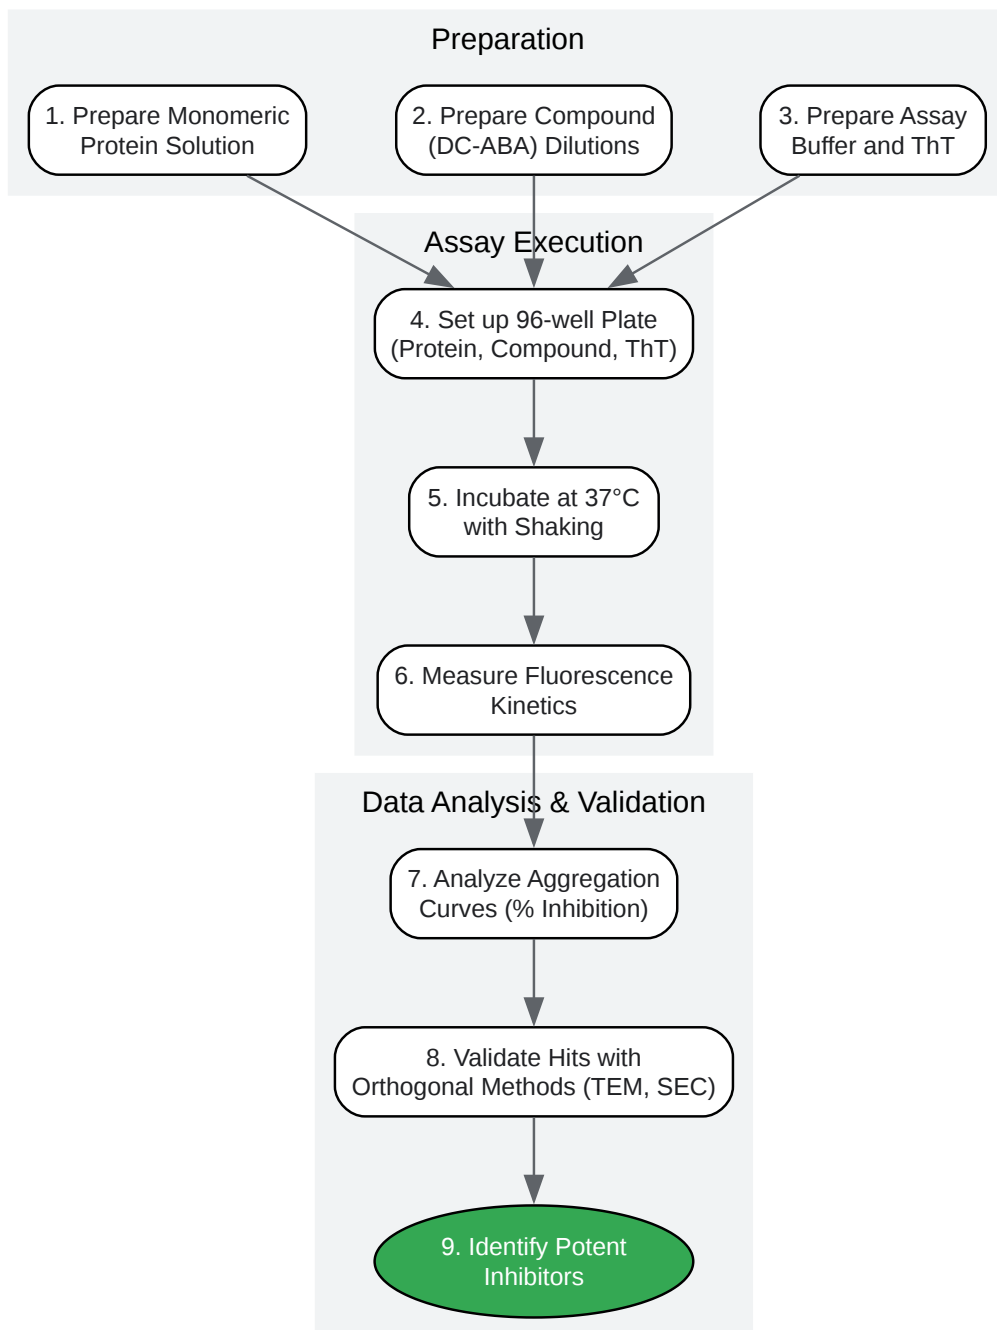 Preparation
1. Prepare Monomeric
Protein Solution
2. Prepare Compound
(DC-ABA) Dilutions
3. Prepare Assay
Buffer and ThT
Assay Execution
4. Set up 96-well Plate
(Protein, Compound, ThT)
5. Incubate at 37°C
with Shaking
6. Measure Fluorescence
Kinetics
Data Analysis & Validation
7. Analyze Aggregation
Curves (% Inhibition)
8. Validate Hits with
Orthogonal Methods (TEM, SEC)
9. Identify Potent
Inhibitors